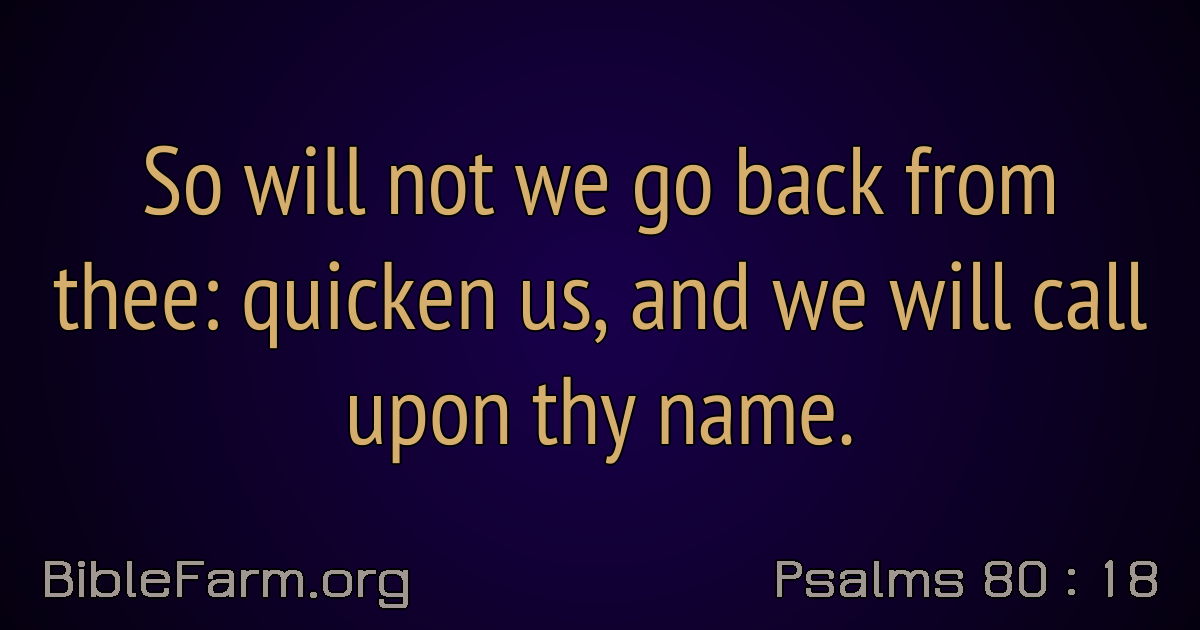 So will not we go back from
thee: quicken us, and we will call
upon thy name.
BibleFarm.org
Psalms 80 : 18